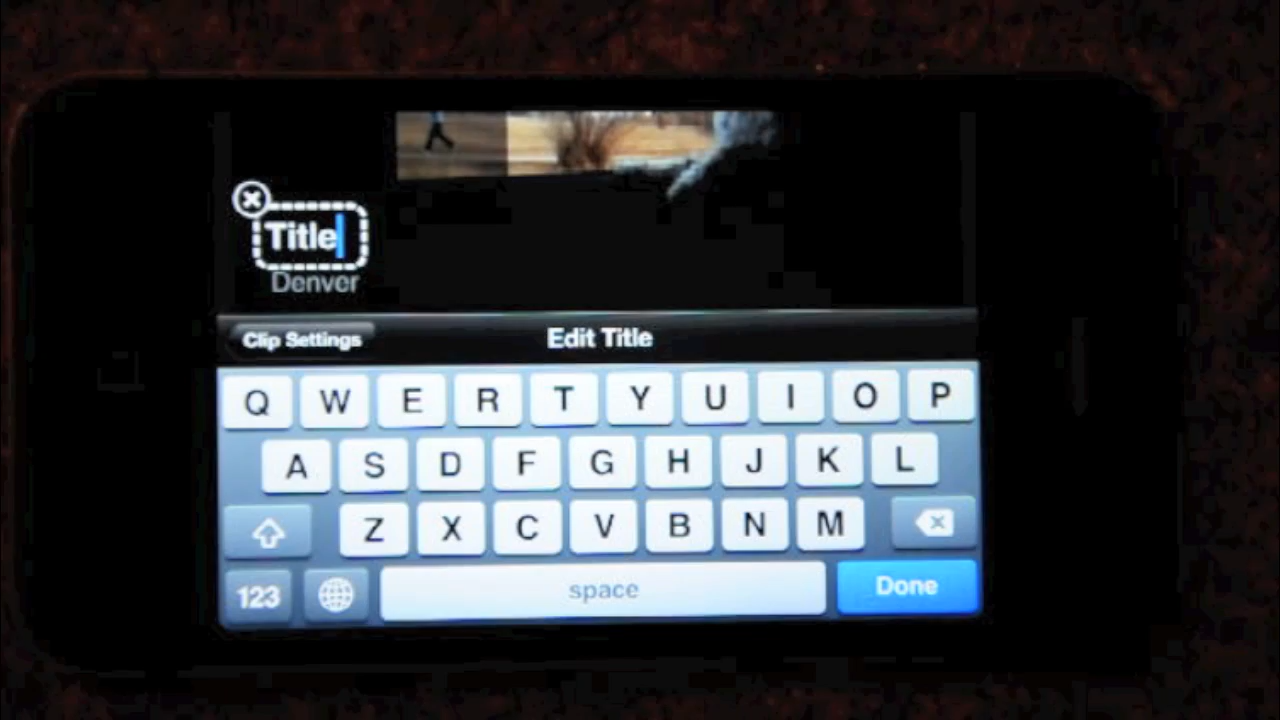 Title
Denver
Clip Settings Edit Title
Q W E R T Y U I O P
A S D F G H J K L
Z X C V B N M
123 space Done